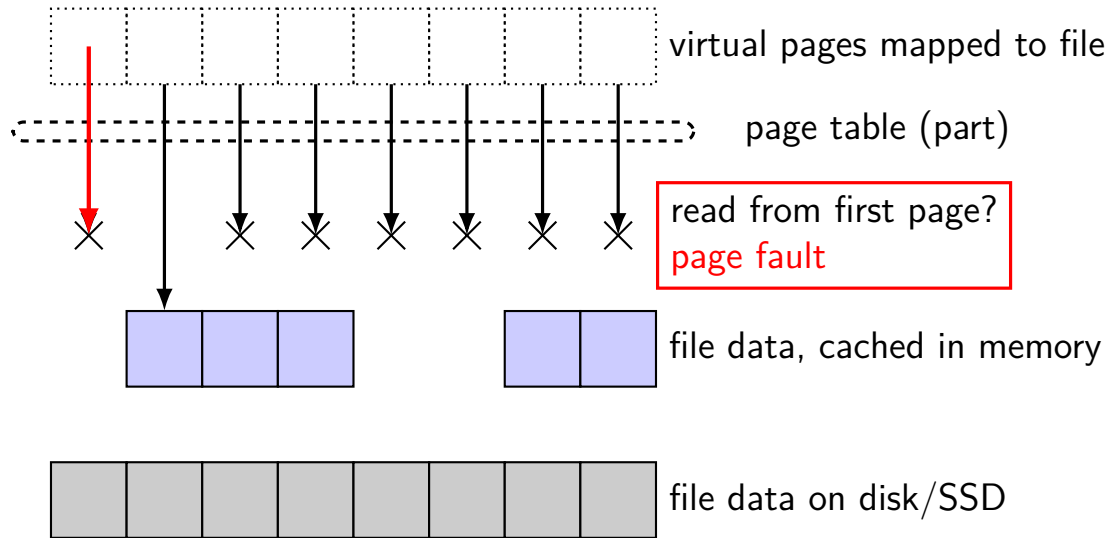 virtual pages mapped to file
page table (part)
read from first page?
page fault
file data, cached in memory
file data on disk/SSD